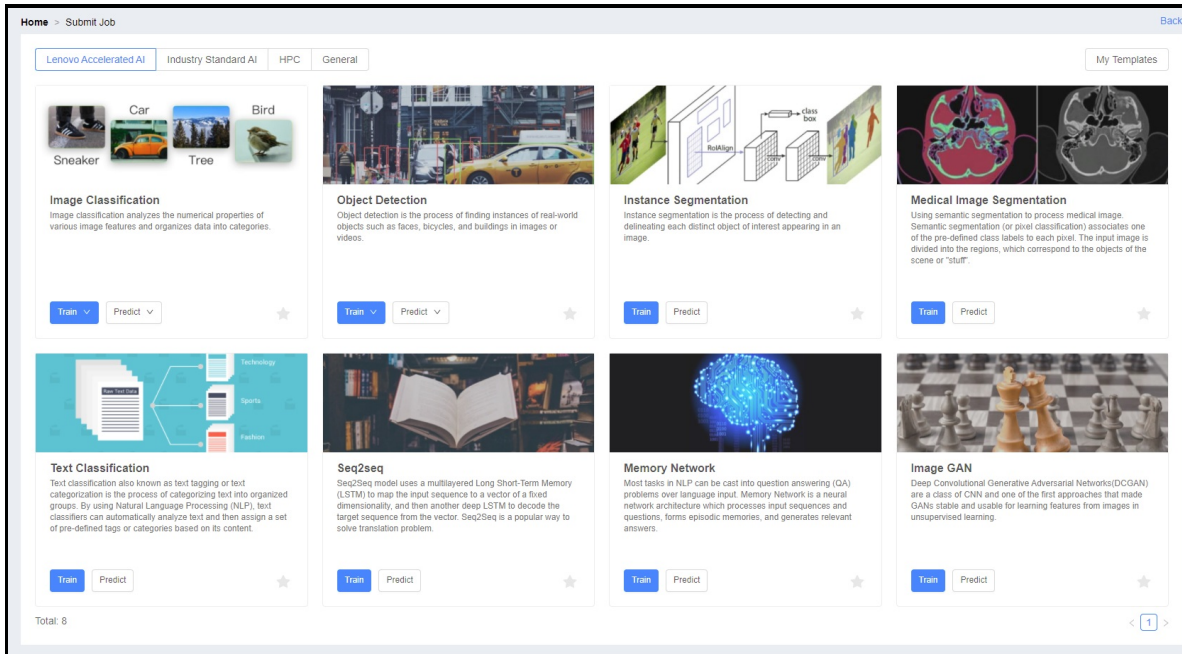 Home > Submit Job
Back
Lenovo Accelerated AI
Industry Standard AI
HPC
General
My Templates
Sneaker
Car
Tree
Bird
Image Classification
Image classification analyzes the numerical properties of
various image features and organizes data into categories.
Train
Predict
Object Detection
Object detection is the process of finding instances of real-world
objects such as faces, bicycles, and buildings in images or
videos.
Train
Predict
RoIAlign
class
box
conv
conv
Instance Segmentation
Instance segmentation is the process of detecting and
delineating each distinct object of interest appearing in an
image.
Train
Predict
Medical Image Segmentation
Using semantic segmentation to process medical image.
Semantic segmentation (or pixel classification) associates one
of the pre-defined class labels to each pixel. The input image is
divided into the regions, which correspond to the objects of the
scene or "stuff".
Train
Predict
Raw Text Data
Technology
Sports
Fashion
Text Classification
Text classification also known as text tagging or text
categorization is the process of categorizing text into organized
groups. By using Natural Language Processing (NLP), text
classifiers can automatically analyze text and then assign a set
of pre-defined tags or categories based on its content.
Train
Predict
Seq2seq
Seq2Seq model uses a multilayered Long Short-Term Memory
(LSTM) to map the input sequence to a vector of a fixed
dimensionality, and then another deep LSTM to decode the
target sequence from the vector. Seq2Seq is a popular way to
solve translation problem.
Train
Predict
Memory Network
Most tasks in NLP can be cast into question answering (QA)
problems over language input. Memory Network is a neural
network architecture which processes input sequences and
questions, forms episodic memories, and generates relevant
answers.
Train
Predict
Image GAN
Deep Convolutional Generative Adversarial Networks(DCGAN)
are a class of CNN and one of the first approaches that made
GANs stable and usable for learning features from images in
unsupervised learning.
Train
Predict
Total: 8
< 1 >